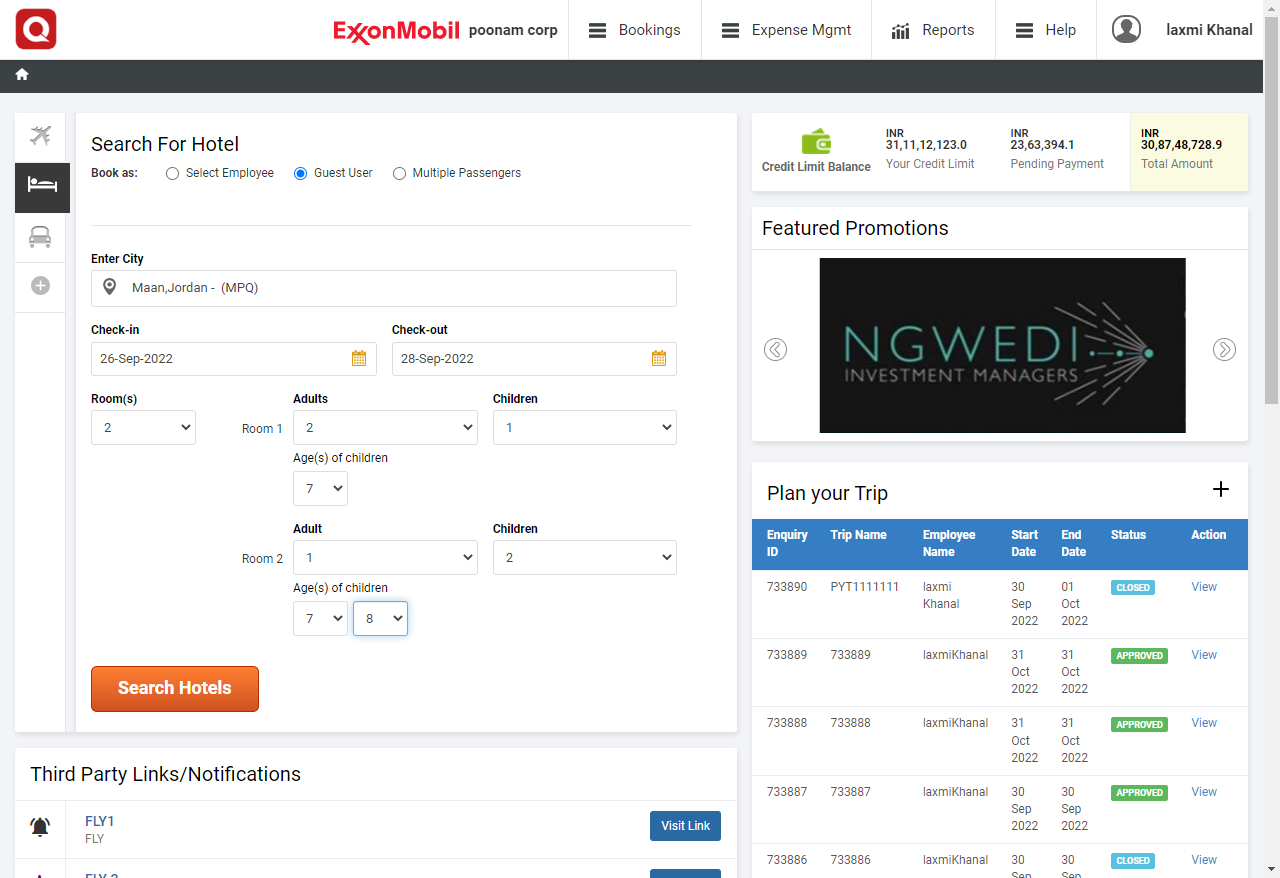 ExxonMobil poonam corp Bookings Expense Mgmt Reports Help laxmi Khanal
Search For Hotel
Book as: Select Employee Guest User Multiple Passengers
Enter City
Maan,Jordan - (MPQ)
Check-in Check-out
26-Sep-2022 28-Sep-2022
Room(s) Adults Children
2 Room 1 2 1
Age(s) of children
7
Adult Children
Room 2 1 2
Age(s) of children
7 8
Search Hotels
Third Party Links/Notifications
FLY1
FLY
Visit Link
FLY 2
Credit Limit Balance
INR
31,11,12,123.0
Your Credit Limit
INR
23,63,394.1
Pending Payment
INR
30,87,48,728.9
Total Amount
Featured Promotions
NGWEDI
INVESTMENT MANAGERS
Plan your Trip
Enquiry ID Trip Name Employee Name Start Date End Date Status Action
733890 PYT1111111 laxmi Khanal 30 Sep 2022 01 Oct 2022 CLOSED View
733889 733889 laxmiKhanal 31 Oct 2022 31 Oct 2022 APPROVED View
733888 733888 laxmiKhanal 31 Oct 2022 31 Oct 2022 APPROVED View
733887 733887 laxmiKhanal 30 Sep 2022 30 Sep 2022 APPROVED View
733886 733886 laxmiKhanal 30 Sep 30 Sep CLOSED View